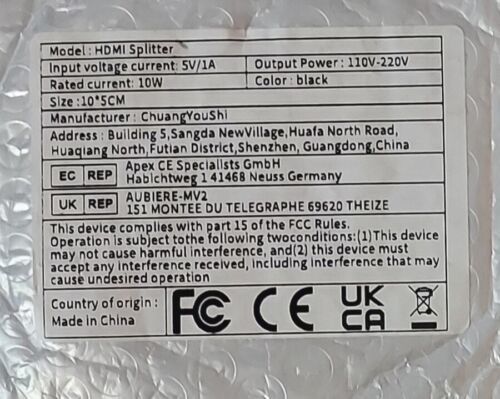 Model : HDMI Splitter
Input voltage current: 5V/1A
Output Power : 110V-220V
Rated current: 10W
Color : black
Size :10*5CM
Manufacturer : ChuangYouShi
Address : Building 5,Sangda NewVillage,Huafa North Road,
Huaqiang North,Futian District,Shenzhen, Guangdong,China
EC REP
Apex CE Specialists GmbH
Habichtweg 1 41468 Neuss Germany
UK REP
AUBIERE-MV2
151 MONTEE DU TELEGRAPHE 69620 THEIZE
This device complies with part 15 of the FCC Rules.
Operation is subject tothe following twoconditions:(1)This device
may not cause harmful interference, and(2) this device must
accept any interference received, including interference that may
cause undesired operation
Country of origin :
Made in China
FC CE UK
CA